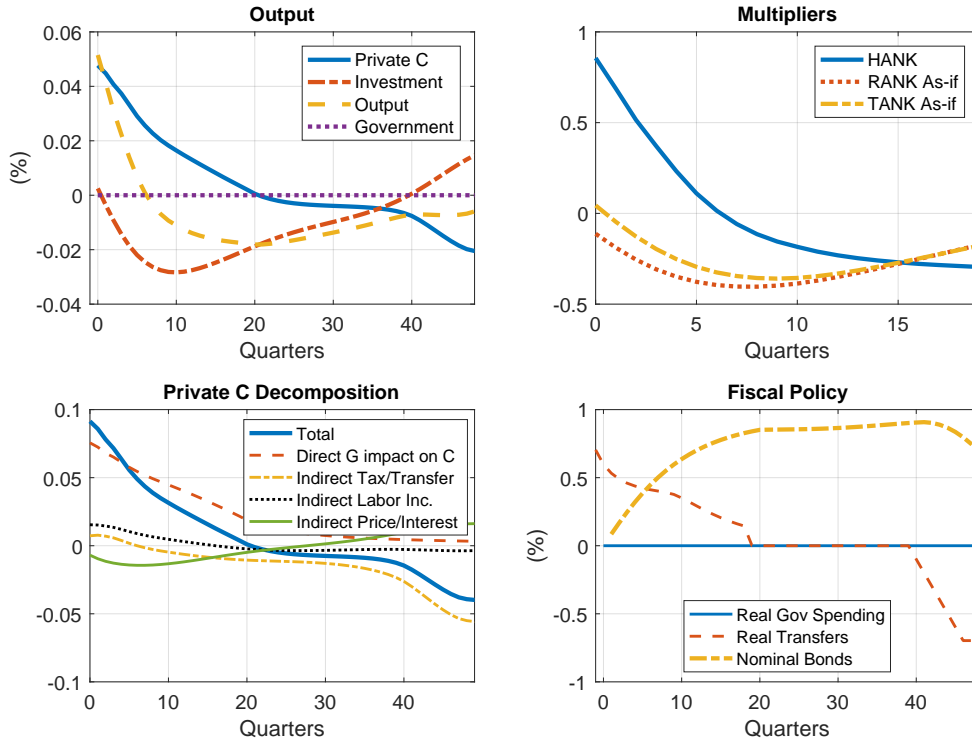 Output
0.06
0.04
0.02
0
-0.02
-0.04
(%)
0
10
20
30
40
Quarters
Private C
Investment
Output
Government
Multipliers
1
0.5
0
-0.5
0
5
10
15
Quarters
HANK
RANK As-if
TANK As-if
Private C Decomposition
0.1
0.05
0
-0.05
-0.1
0
10
20
30
40
Quarters
Total
Direct G impact on C
Indirect Tax/Transfer
Indirect Labor Inc.
Indirect Price/Interest
Fiscal Policy
1
0.5
0
-0.5
-1
(%)
0
10
20
30
40
Quarters
Real Gov Spending
Real Transfers
Nominal Bonds